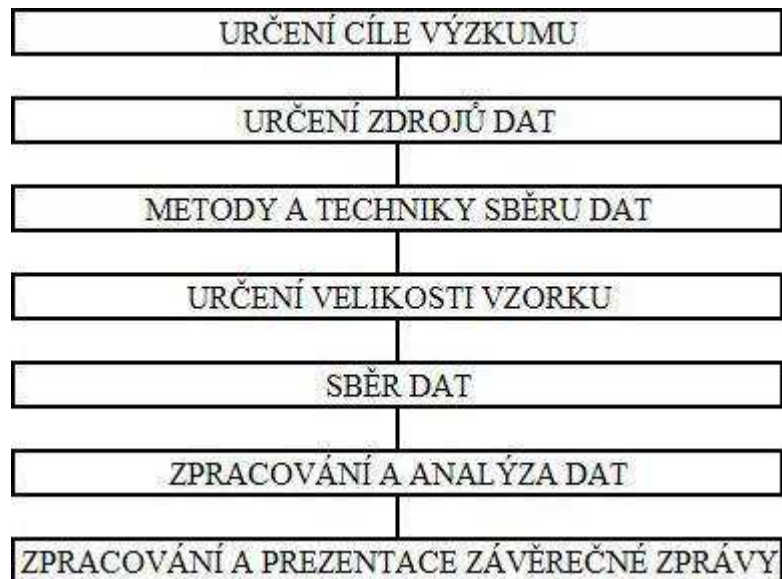 URČENÍ CÍLE VÝZKUMU
URČENÍ ZDROJŮ DAT
METODY A TECHNIKY SBĚRU DAT
URČENÍ VELIKOSTI VZORKU
SBĚR DAT
ZPRACOVÁNÍ A ANALÝZA DAT
ZPRACOVÁNÍ A PREZENTACE ZÁVĚREČNÉ ZPRÁVY